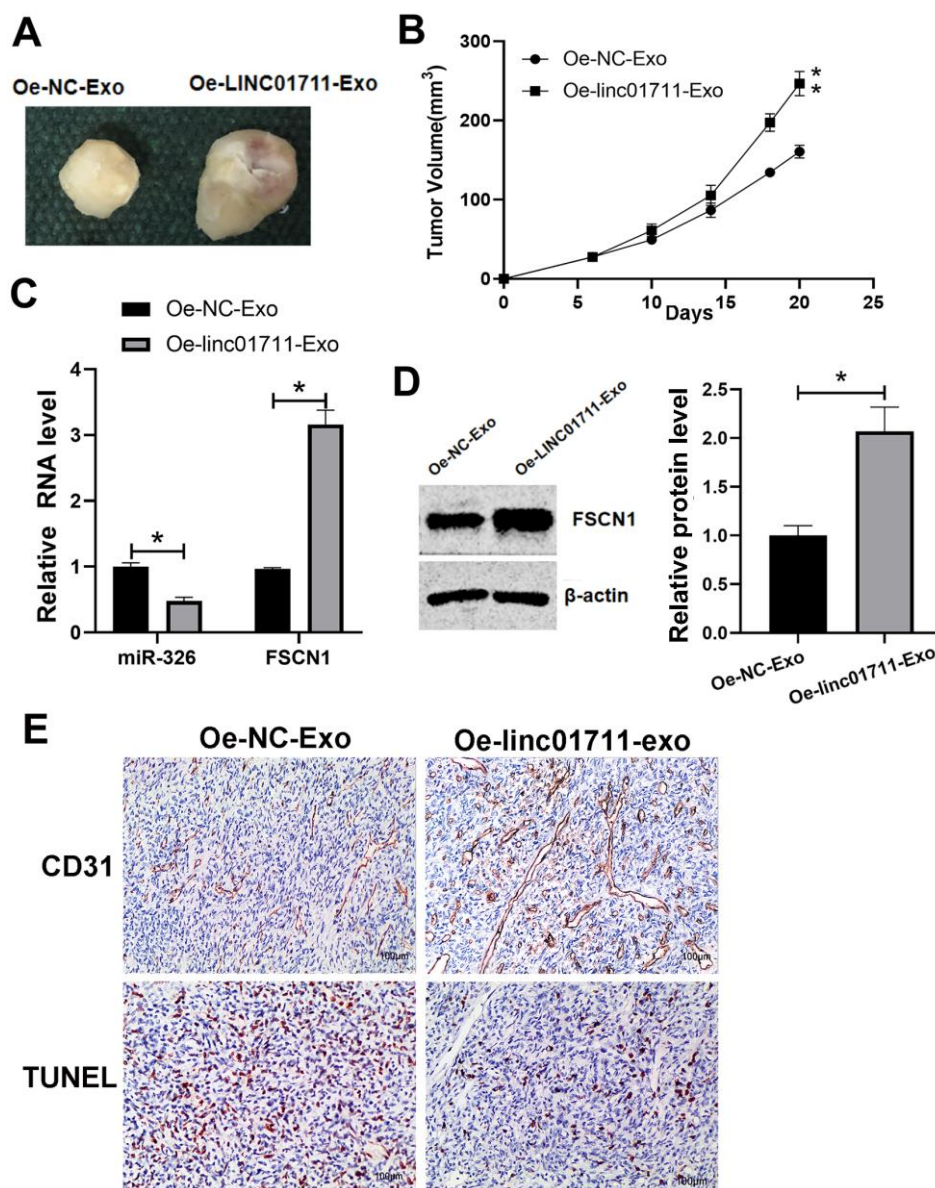 A
Oe-NC-Exo
Oe-LINC01711-Exo
B
Oe-NC-Exo
Oe-linc01711-Exo
Tumor Volume(mm³)
300
200
100
0
0
5
10
15
20
25
Days
*
*
C
Oe-NC-Exo
Oe-linc01711-Exo
Relative RNA level
4
3
2
1
0
*
*
miR-326
FSCN1
D
Oe-NC-Exo
Oe-LINC01711-Exo
FSCN1
β-actin
Relative protein level
2.5
2.0
1.5
1.0
0.5
0.0
*
Oe-NC-Exo
Oe-linc01711-Exo
E
Oe-NC-Exo
Oe-linc01711-exo
CD31
100μm
100μm
TUNEL
100μm
100μm